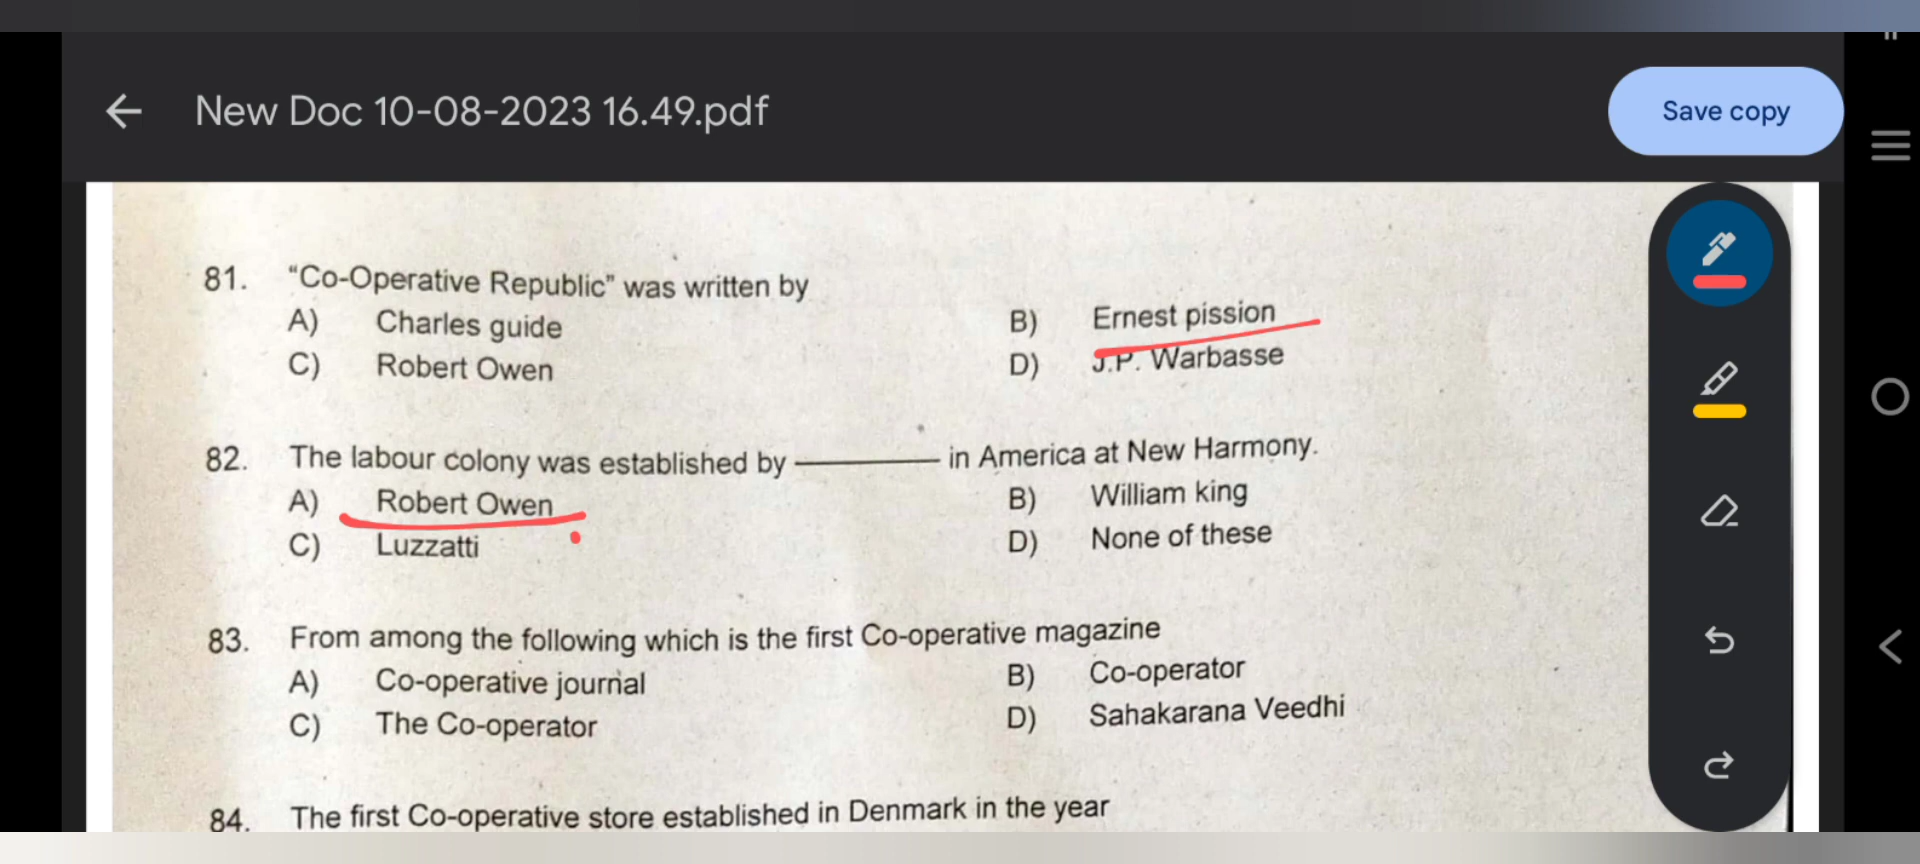 New Doc 10-08-2023 16.49.pdf
Save copy
81. “Co-Operative Republic” was written by
A) Charles guide
B) Ernest pission
C) Robert Owen
D) J.P. Warbasse
82. The labour colony was established by ———— in America at New Harmony.
A) Robert Owen
B) William king
C) Luzzatti
D) None of these
83. From among the following which is the first Co-operative magazine
A) Co-operative journal
B) Co-operator
C) The Co-operator
D) Sahakarana Veedhi
84. The first Co-operative store established in Denmark in the year